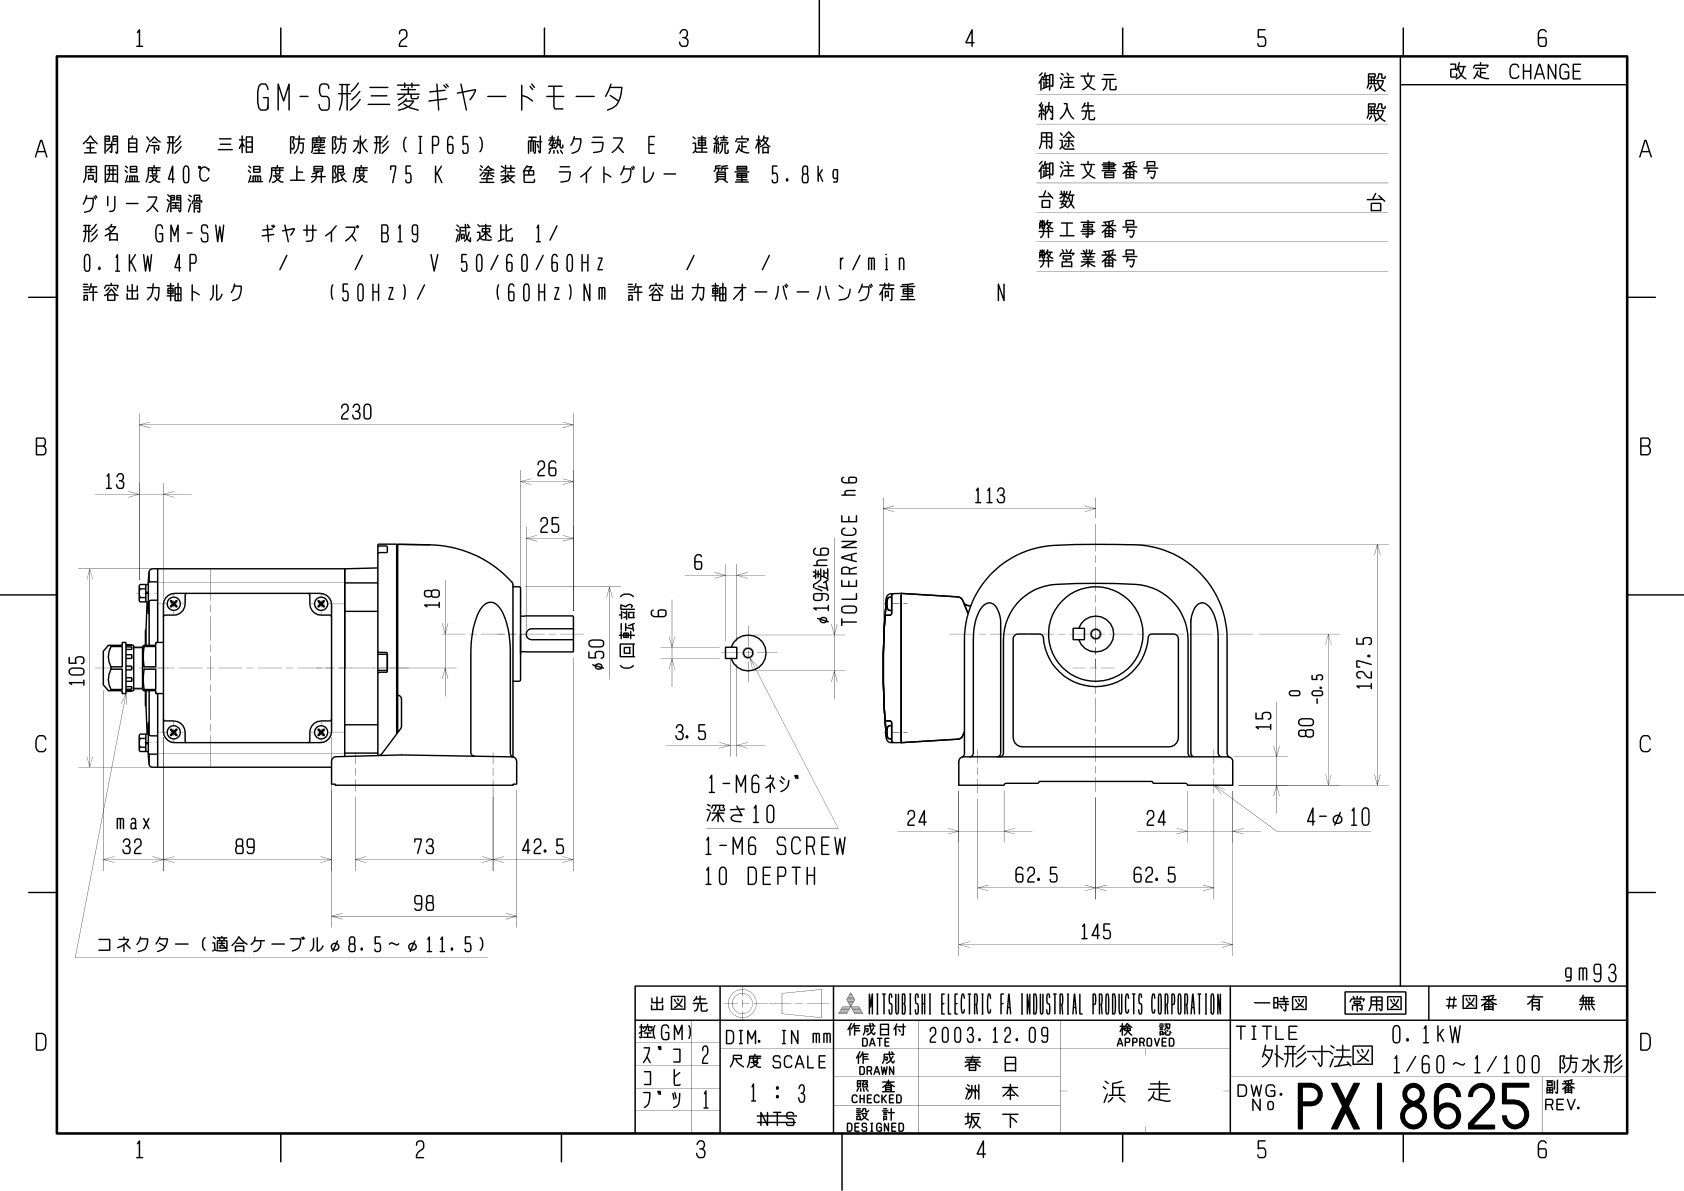 1 2 3 4 5 6
A
B
C
D
A
B
C
D
改定 CHANGE
GM-S形三菱ギヤードモータ
全閉自冷形 三相 防塵防水形(IP65) 耐熱クラス E 連続定格
周囲温度40℃ 温度上昇限度 75 K 塗装色 ライトグレー 質量 5.8kg
グリース潤滑
形名 GM-SW ギヤサイズ B19 減速比 1/
0.1KW 4P / / V 50/60/60Hz / / r/min
許容出力軸トルク (50Hz)/ (60Hz)Nm 許容出力軸オーバーハング荷重 N
御注文元 殿
納入先 殿
用途
御注文書番号
台数 台
弊工事番号
弊営業番号
230
13
26
25
18
105
φ50
(回転部)
max
32
89
73
42.5
98
コネクター(適合ケーブルφ8.5~φ11.5)
6
6
3.5
φ19公差h6
TOLERANCE h6
1-M6ネジ
深さ10
1-M6 SCREW
10 DEPTH
113
127.5
80 0 -0.5
15
24
24
4-φ10
62.5
62.5
145
gm93
出図先
控(GM)
ズコ 2
コヒ
ブツ 1
DIM. IN mm
尺度 SCALE
1 : 3
NTS
MITSUBISHI ELECTRIC FA INDUSTRIAL PRODUCTS CORPORATION
作成日付
DATE
2003.12.09
検 認
APPROVED
作 成
DRAWN
春 日
照 査
CHECKED
洲 本
設 計
DESIGNED
坂 下
浜 走
一時図 常用図 #図番 有 無
TITLE
外形寸法図
0.1kW
1/60~1/100 防水形
DWG.
No
PX18625
副番
REV.
1 2 3 4 5 6